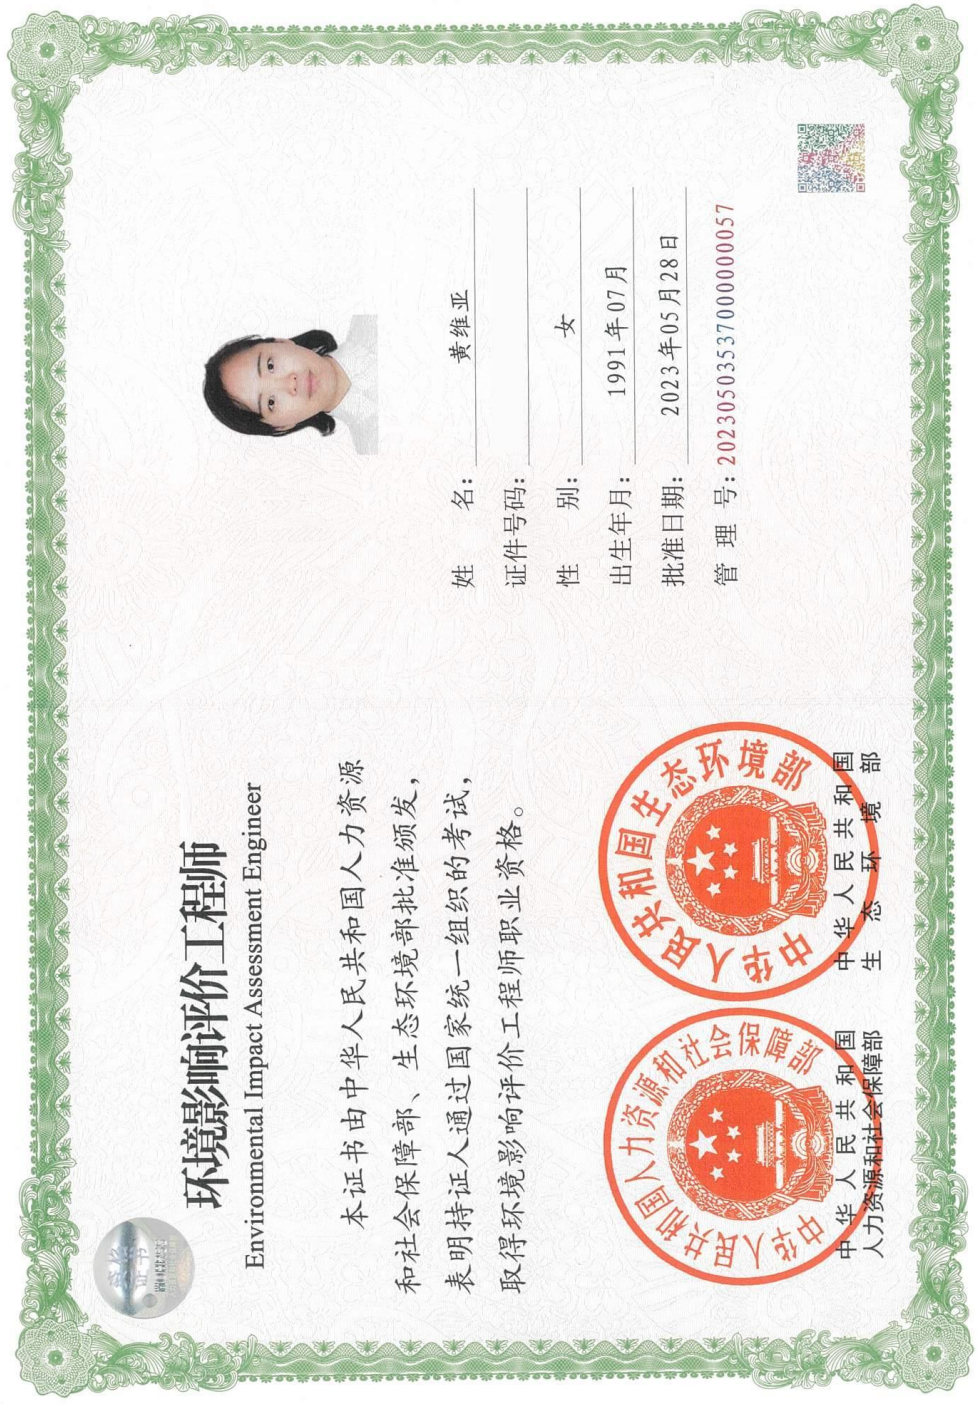 环境影响评价工程师
Environmental Impact Assessment Engineer
本证书由中华人民共和国人力资源
和社会保障部、生态环境部批准颁发，
表明持证人通过国家统一组织的考试，
取得环境影响评价工程师职业资格。
中华人民共和国人力资源和社会保障部
中华人民共和国
人力资源和社会保障部
中华人民共和国生态环境部
中华人民共和国
生态环境部
姓 名： 黄维亚
证件号码：
性 别： 女
出生年月： 1991年07月
批准日期： 2023年05月28日
管 理 号： 20230503537000000057